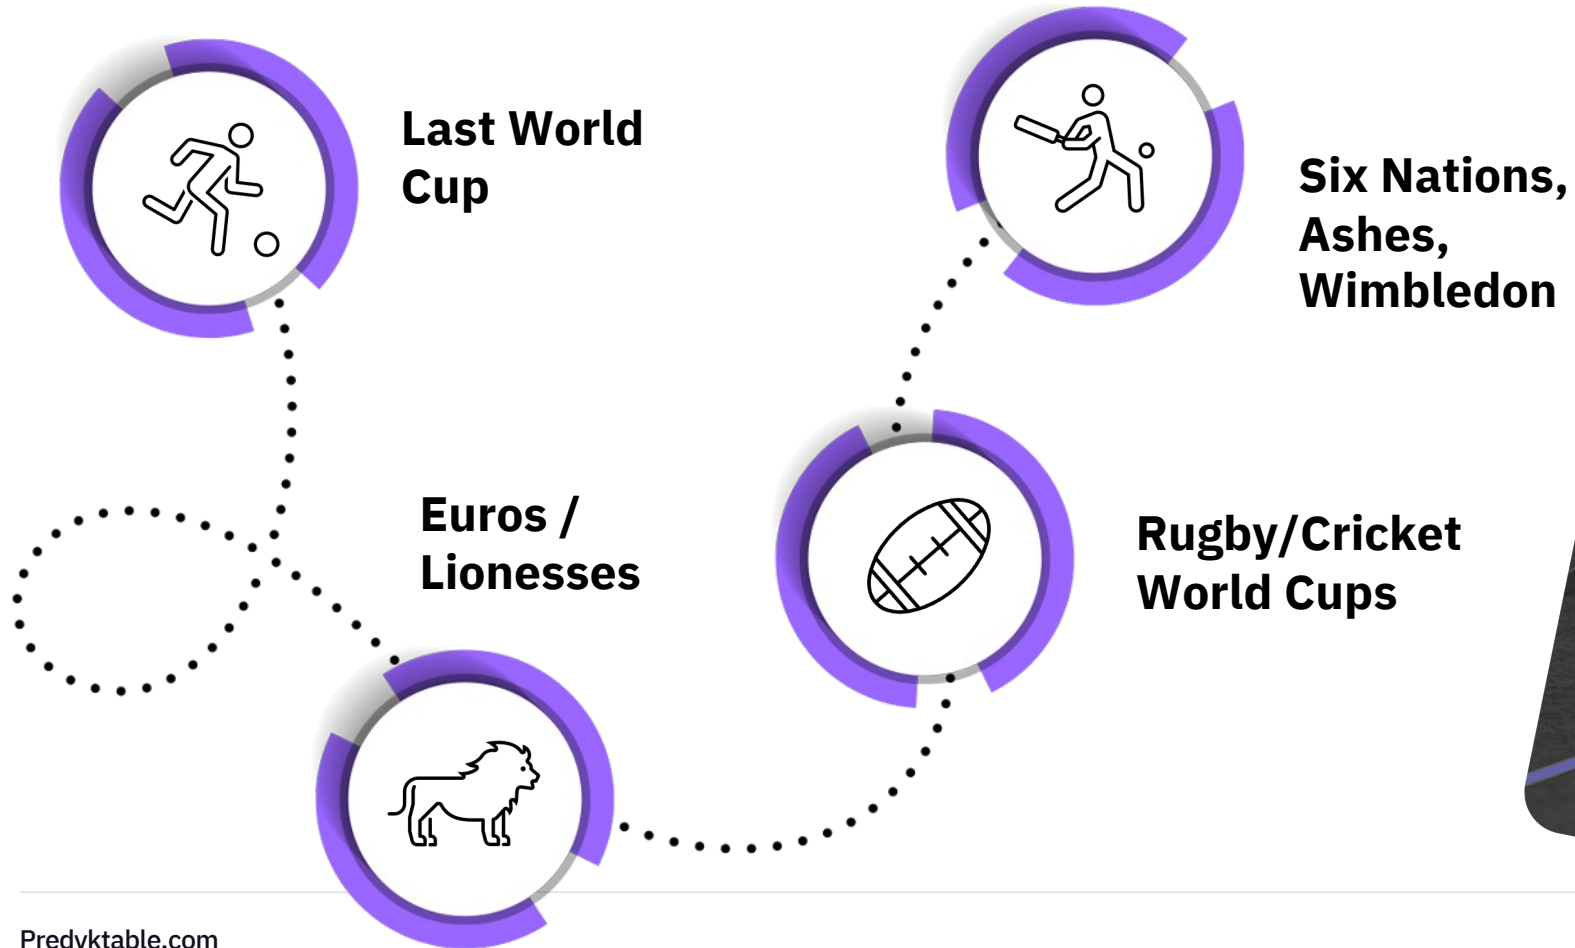 Last World
Cup
Euros /
Lionesses
Rugby/Cricket
World Cups
Six Nations,
Ashes,
Wimbledon
Predyktable.com